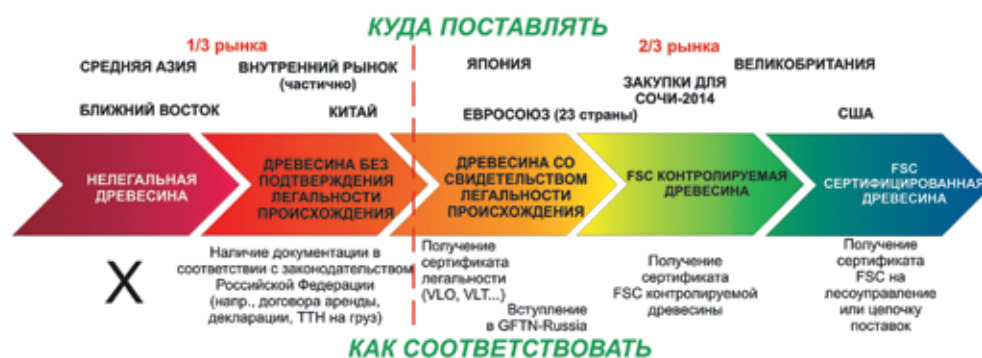 КУДА ПОСТАВЛЯТЬ
1/3 рынка
2/3 рынка
СРЕДНЯЯ АЗИЯ
ВНУТРЕННИЙ РЫНОК
(частично)
ЯПОНИЯ
ЗАКУПКИ ДЛЯ
СОЧИ-2014
ВЕЛИКОБРИТАНИЯ
БЛИЖНИЙ ВОСТОК
КИТАЙ
ЕВРОСОЮЗ (23 страны)
США
НЕЛЕГАЛЬНАЯ
ДРЕВЕСИНА
ДРЕВЕСИНА БЕЗ
ПОДТВЕРЖДЕНИЯ
ЛЕГАЛЬНОСТИ
ПРОИСХОЖДЕНИЯ
ДРЕВЕСИНА СО
СВИДЕТЕЛЬСТВОМ
ЛЕГАЛЬНОСТИ
ПРОИСХОЖДЕНИЯ
FSC КОНТРОЛИРУЕМАЯ
ДРЕВЕСИНА
FSC
СЕРТИФИЦИРОВАННАЯ
ДРЕВЕСИНА
X
Наличие документации в
соответствии с законодательством
Российской Федерации
(напр., договора аренды,
декларации, ТТН на груз)
Получение
сертификата
легальности
(VLO, VLT...)
Вступление
в GFTN-Russia
Получение
сертификата
FSC контролируемой
древесины
Получение
сертификата
FSC на
лесоуправление
или цепочку
поставок
КАК СООТВЕТСТВОВАТЬ